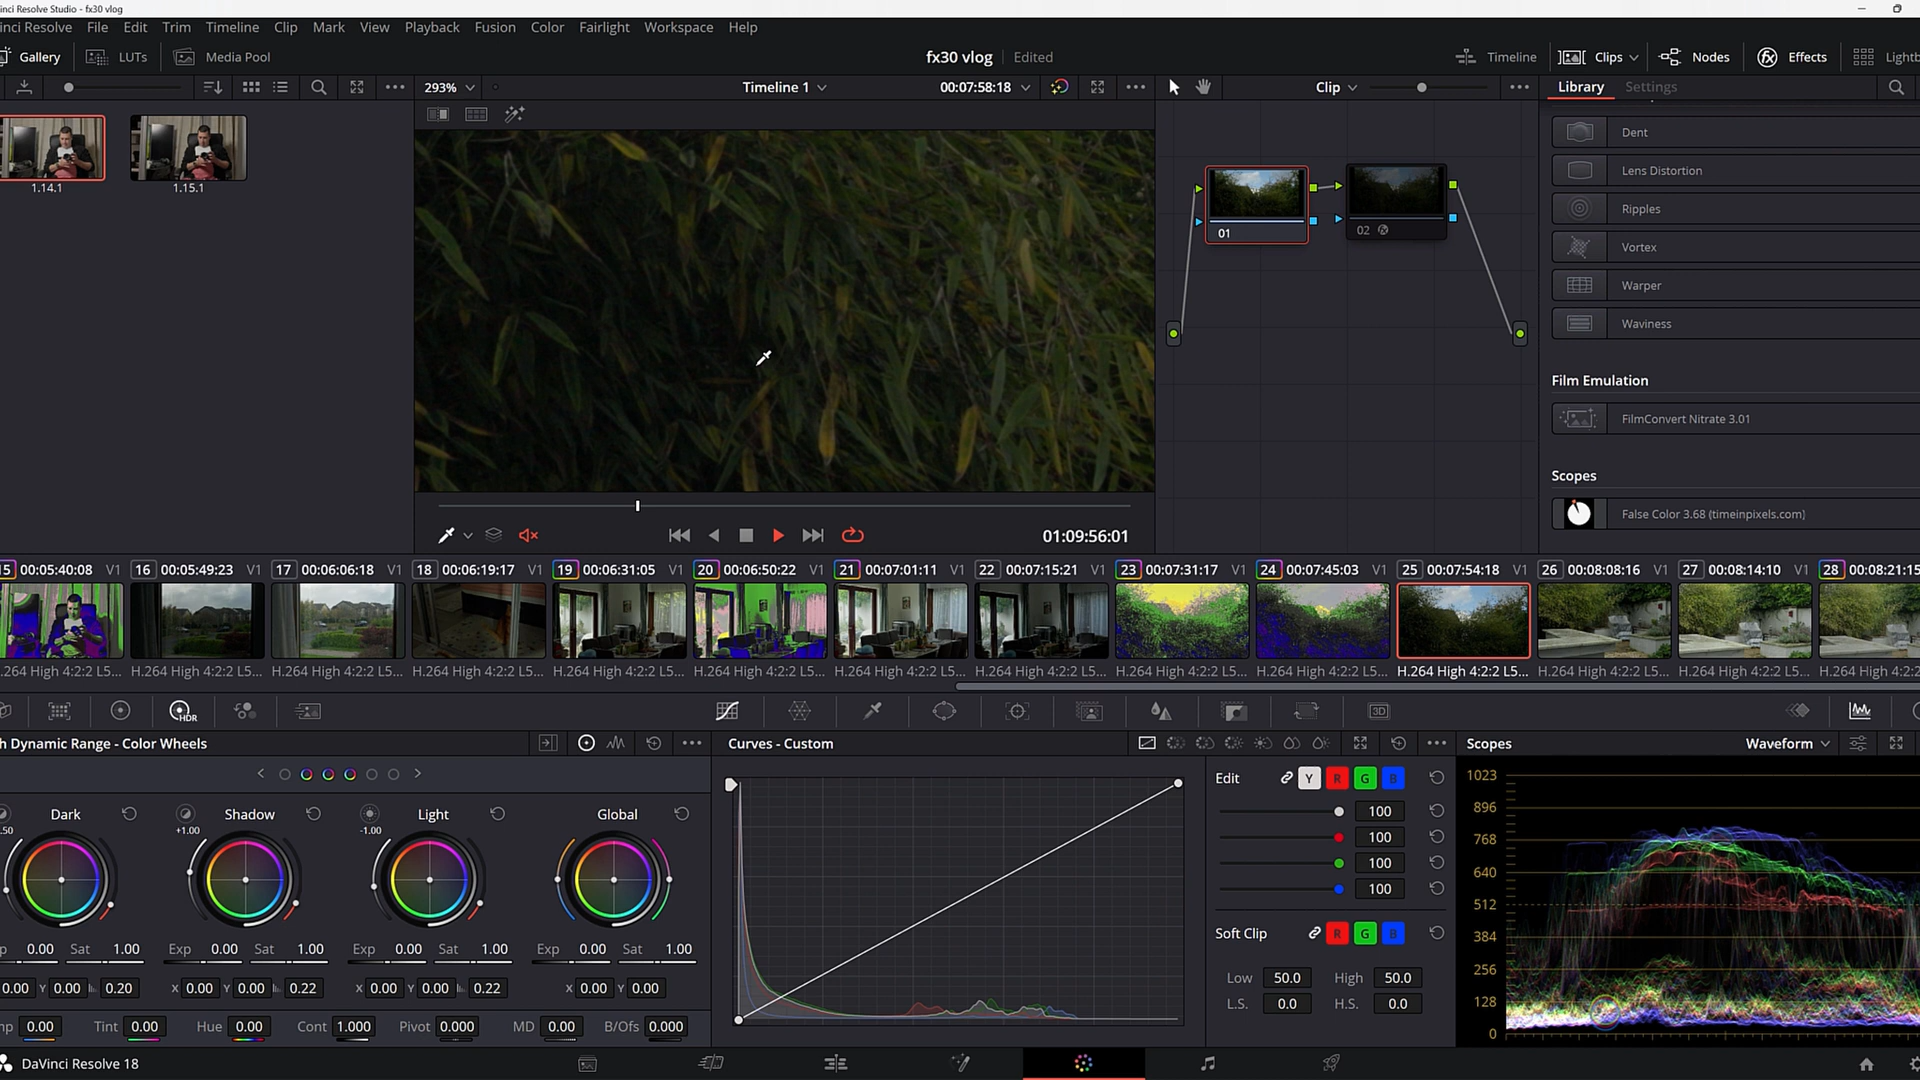 inci Resolve Studio - fx30 vlog
nci Resolve File Edit Trim Timeline Clip Mark View Playback Fusion Color Fairlight Workspace Help
Gallery LUTs Media Pool fx30 vlog Edited Timeline Clips Nodes Effects Lightb
293% Timeline 1 00:07:58:18 Clip Library Settings
Dent
Lens Distortion
Ripples
Vortex
Warper
Waviness
Film Emulation
FilmConvert Nitrate 3.01
Scopes
False Color 3.68 (timeinpixels.com)
1.14.1 1.15.1
01 02
01:09:56:01
15 00:05:40:08 V1 16 00:05:49:23 V1 17 00:06:06:18 V1 18 00:06:19:17 V1 19 00:06:31:05 V1 20 00:06:50:22 V1 21 00:07:01:11 V1 22 00:07:15:21 V1 23 00:07:31:17 V1 24 00:07:45:03 V1 25 00:07:54:18 V1 26 00:08:08:16 V1 27 00:08:14:10 V1 28 00:08:21:15
.264 High 4:2:2 L5... H.264 High 4:2:2 L5... H.264 High 4:2:2 L5... H.264 High 4:2:2 L5... H.264 High 4:2:2 L5... H.264 High 4:2:2 L5... H.264 High 4:2:2 L5... H.264 High 4:2:2 L5... H.264 High 4:2:2 L5... H.264 High 4:2:2 L5... H.264 High 4:2:2 L5... H.264 High 4:2:2 L5... H.264 High 4:2:2 L5... H.264 High 4:2:2
HDR 3D
h Dynamic Range - Color Wheels
Dark Shadow Light Global
.50 +1.00 -1.00
p 0.00 Sat 1.00 Exp 0.00 Sat 1.00 Exp 0.00 Sat 1.00 Exp 0.00 Sat 1.00
0.00 Y 0.00 0.20 X 0.00 Y 0.00 0.22 X 0.00 Y 0.00 0.22 X 0.00 Y 0.00
mp 0.00 Tint 0.00 Hue 0.00 Cont 1.000 Pivot 0.000 MD 0.00 B/Ofs 0.000
Curves - Custom
Edit Y R G B
100
100
100
100
Soft Clip R G B
Low 50.0 High 50.0
L.S. 0.0 H.S. 0.0
Scopes Waveform
1023
896
768
640
512
384
256
128
0
DaVinci Resolve 18